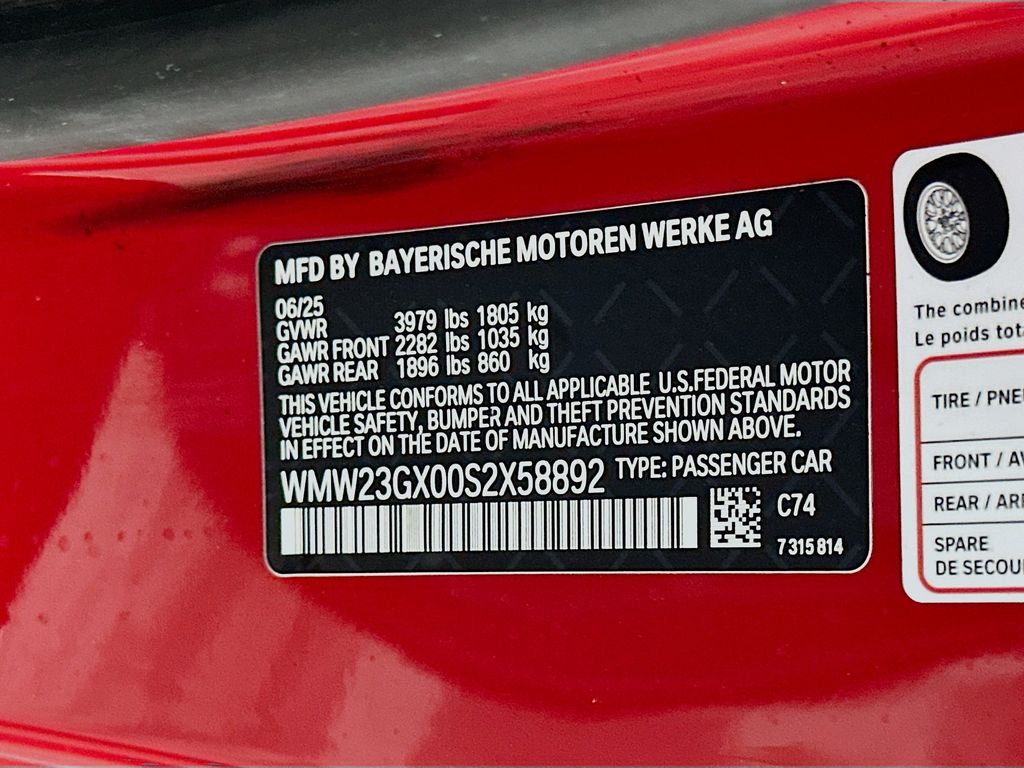 MFD BY BAYERISCHE MOTOREN WERKE AG
06/25
GVWR 3979 lbs 1805 kg
GAWR FRONT 2282 lbs 1035 kg
GAWR REAR 1896 lbs 860 kg
THIS VEHICLE CONFORMS TO ALL APPLICABLE U.S.FEDERAL MOTOR
VEHICLE SAFETY, BUMPER AND THEFT PREVENTION STANDARDS
IN EFFECT ON THE DATE OF MANUFACTURE SHOWN ABOVE.
WMW23GX00S2X58892 TYPE: PASSENGER CAR
C74
7315814
The combine
Le poids tot
TIRE / PNE
FRONT / AV
REAR / ARR
SPARE
DE SECOU